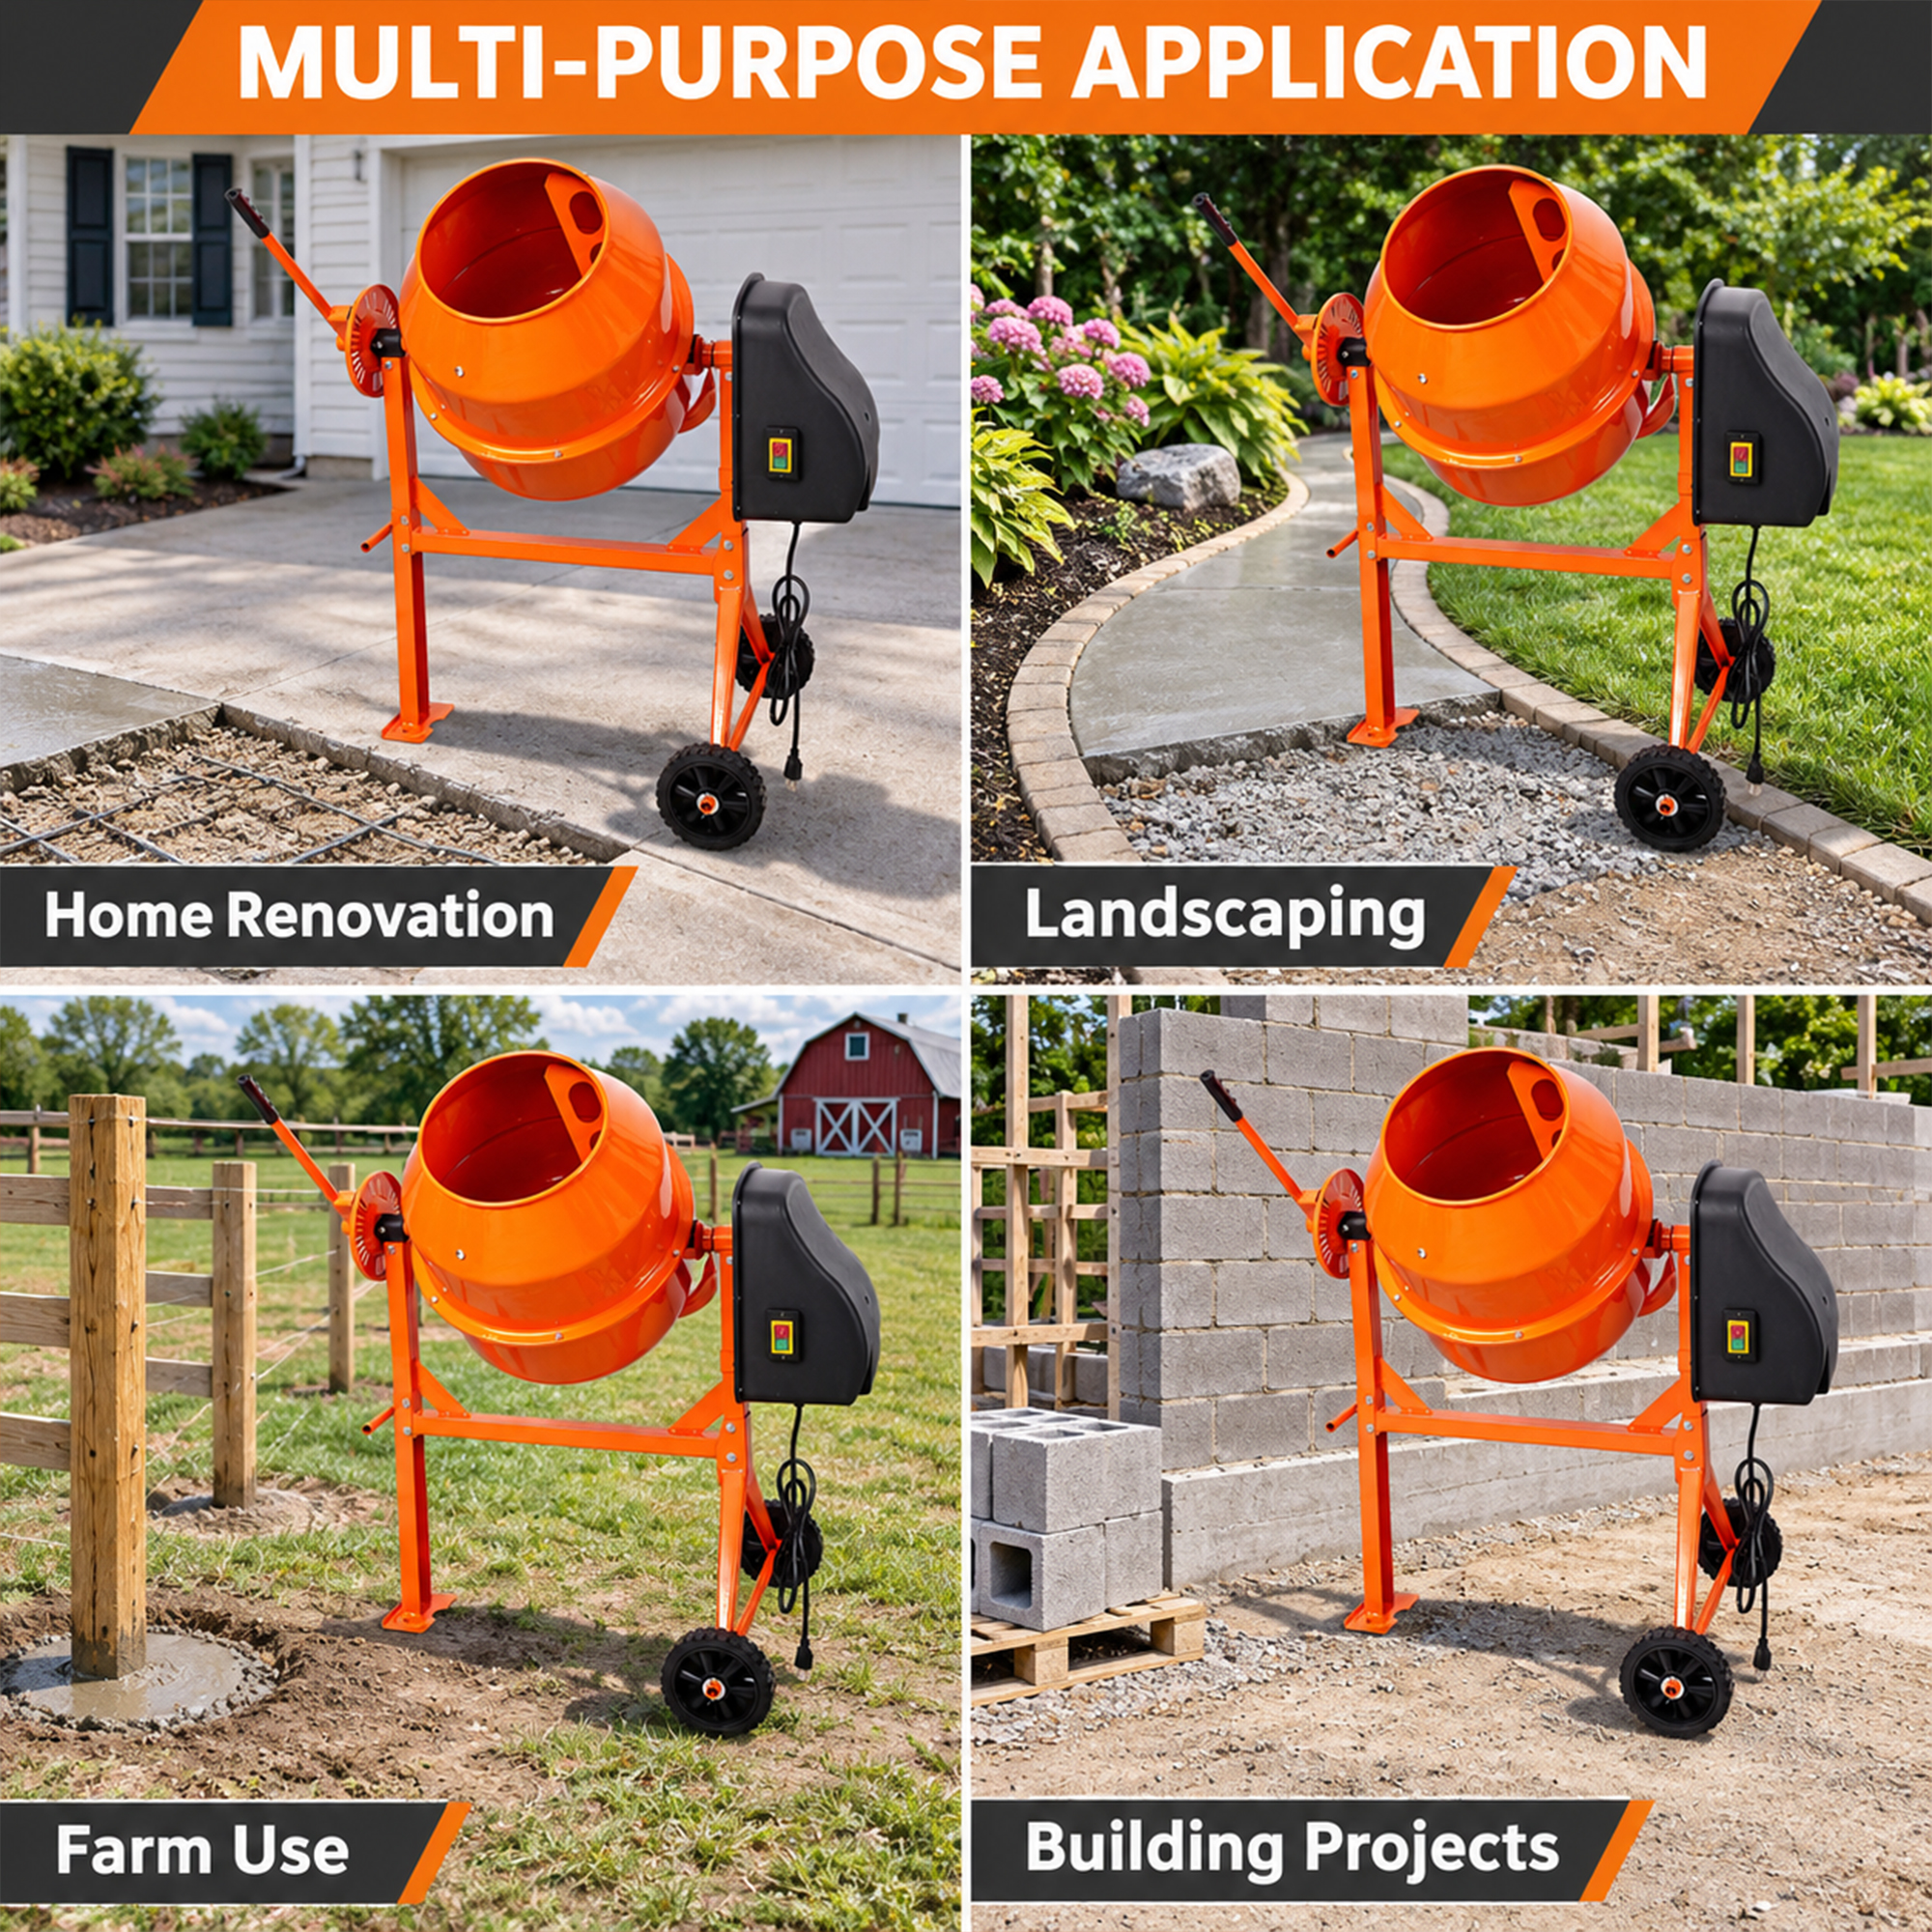 MULTI-PURPOSE APPLICATION
Home Renovation
Landscaping
Farm Use
Building Projects